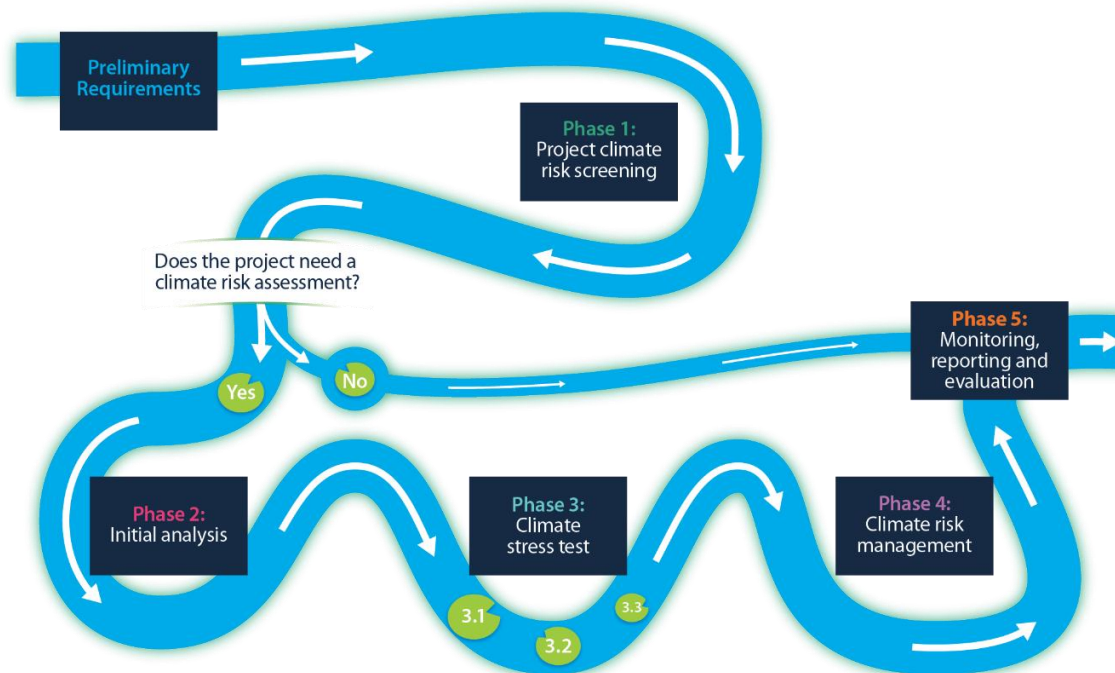 Preliminary
Requirements
Phase 1:
Project climate
risk screening
Does the project need a
climate risk assessment?
Yes
No
Phase 5:
Monitoring,
reporting and
evaluation
Phase 2:
Initial analysis
Phase 3:
Climate
stress test
3.1
3.2
3.3
Phase 4:
Climate risk
management